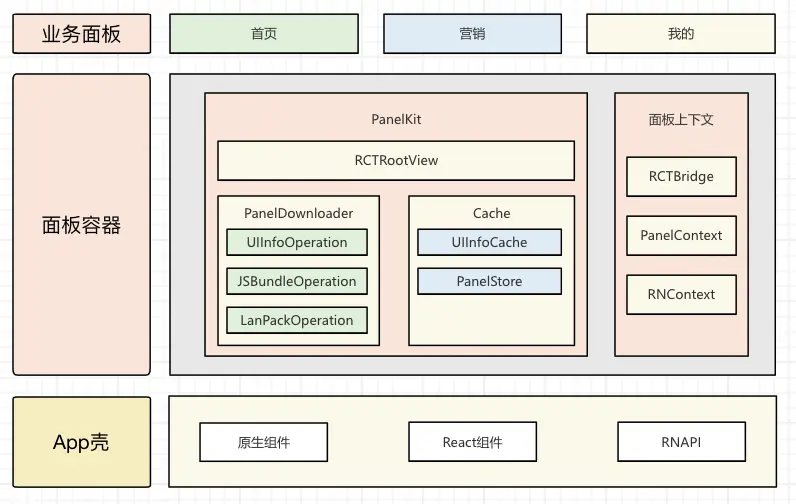 业务面板
首页
营销
我的
面板容器
PanelKit
RCTRootView
PanelDownloader
UIInfoOperation
JSBundleOperation
LanPackOperation
Cache
UIInfoCache
PanelStore
面板上下文
RCTBridge
PanelContext
RNContext
App壳
原生组件
React组件
RNAPI